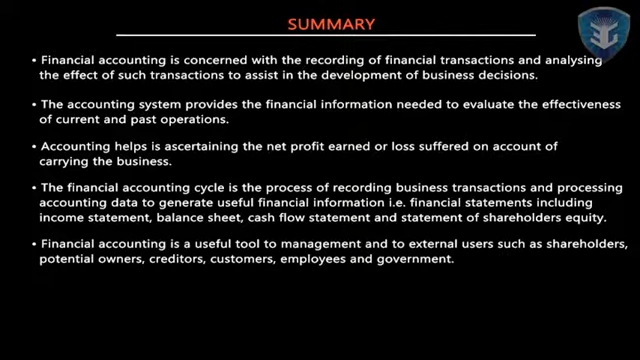 SUMMARY
• Financial accounting is concerned with the recording of financial transactions and analysing
the effect of such transactions to assist in the development of business decisions.
• The accounting system provides the financial information needed to evaluate the effectiveness
of current and past operations.
• Accounting helps is ascertaining the net profit earned or loss suffered on account of
carrying the business.
• The financial accounting cycle is the process of recording business transactions and processing
accounting data to generate useful financial information i.e. financial statements including
income statement, balance sheet, cash flow statement and statement of shareholders equity.
• Financial accounting is a useful tool to management and to external users such as shareholders,
potential owners, creditors, customers, employees and government.